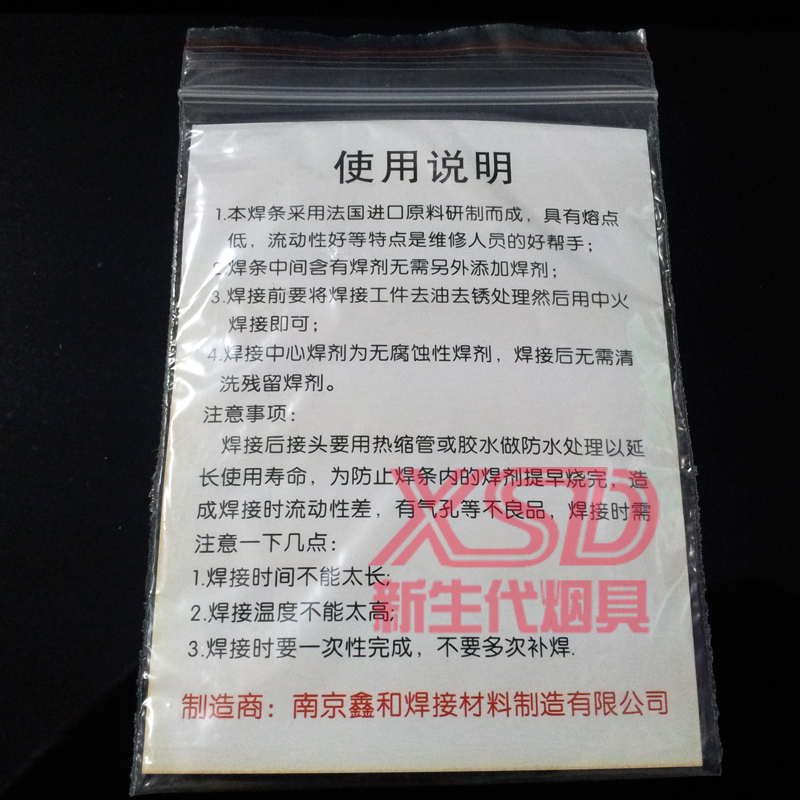 使用说明
1.本焊条采用法国进口原料研制而成，具有熔点
低，流动性好等特点是维修人员的好帮手；
2.焊条中间含有焊剂无需另外添加焊剂；
3.焊接前要将焊接工件去油去锈处理然后用中火
焊接即可；
4.焊接中心焊剂为无腐蚀性焊剂，焊接后无需清
洗残留焊剂。
注意事项：
焊接后接头要用热缩管或胶水做防水处理以延
长使用寿命，为防止焊条内的焊剂提早烧完，造
成焊接时流动性差，有气孔等不良品，焊接时需
注意一下几点：
1.焊接时间不能太长;
2.焊接温度不能太高;
3.焊接时要一次性完成，不要多次补焊.
制造商：南京鑫和焊接材料制造有限公司
XSD
新生代烟具